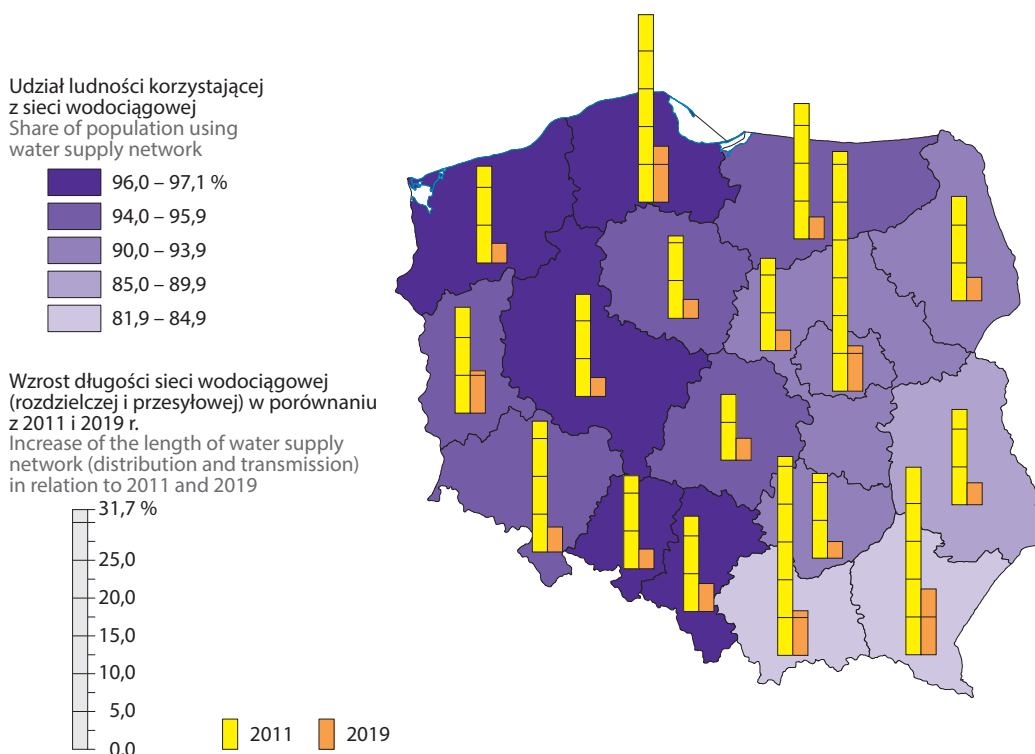 Udział ludności korzystającej
z sieci wodociągowej
Share of population using
water supply network
96,0 – 97,1 %
94,0 – 95,9
90,0 – 93,9
85,0 – 89,9
81,9 – 84,9
Wzrost długości sieci wodociągowej
(rozdzielczej i przesyłowej) w porównaniu
z 2011 i 2019 r.
Increase of the length of water supply
network (distribution and transmission)
in relation to 2011 and 2019
31,7 %
25,0
20,0
15,0
10,0
5,0
0,0
2011 2019